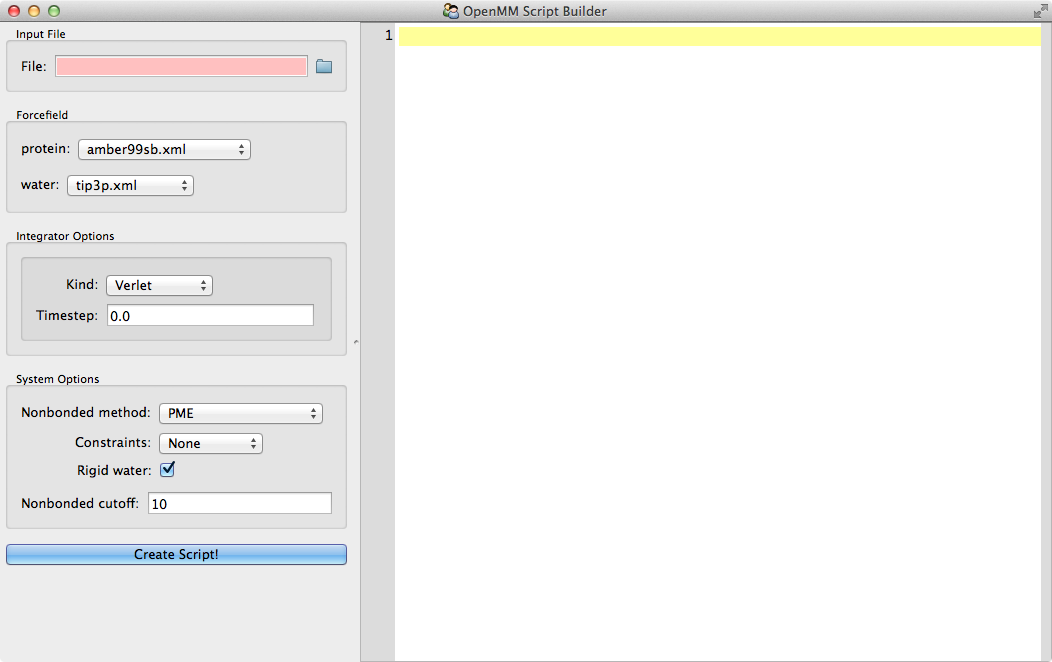 OpenMM Script Builder
Input File
File:
1
Forcefield
protein: amber99sb.xml
water: tip3p.xml
Integrator Options
Kind: Verlet
Timestep: 0.0
System Options
Nonbonded method: PME
Constraints: None
Rigid water:
Nonbonded cutoff: 10
Create Script!